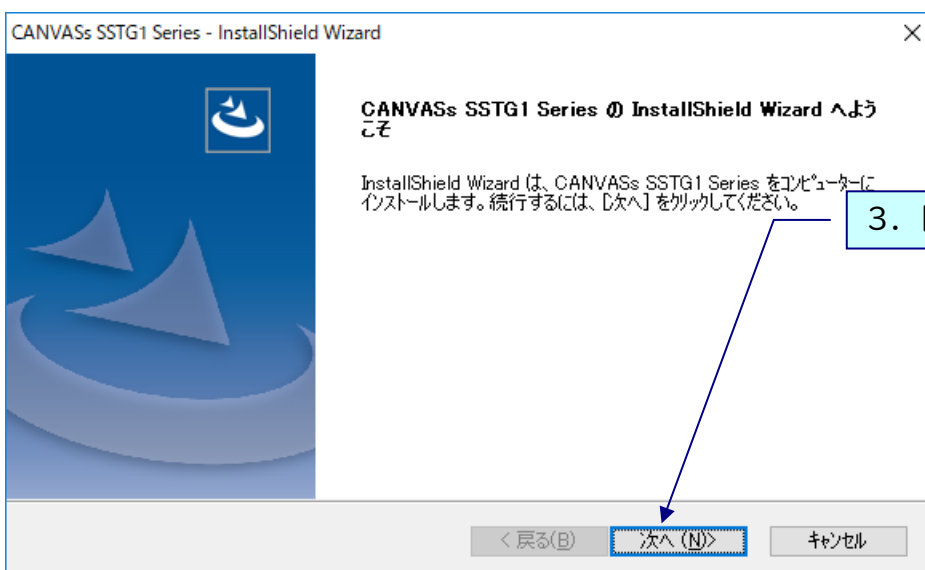 CANVASs SSTG1 Series - InstallShield Wizard
CANVASs SSTG1 Series の InstallShield Wizard へよう
こそ
InstallShield Wizard は、CANVASs SSTG1 Series をコンピューターに
インストールします。続行するには、[次へ] をクリックしてください。
3.
< 戻る(B)
次へ (N)>
キャンセル